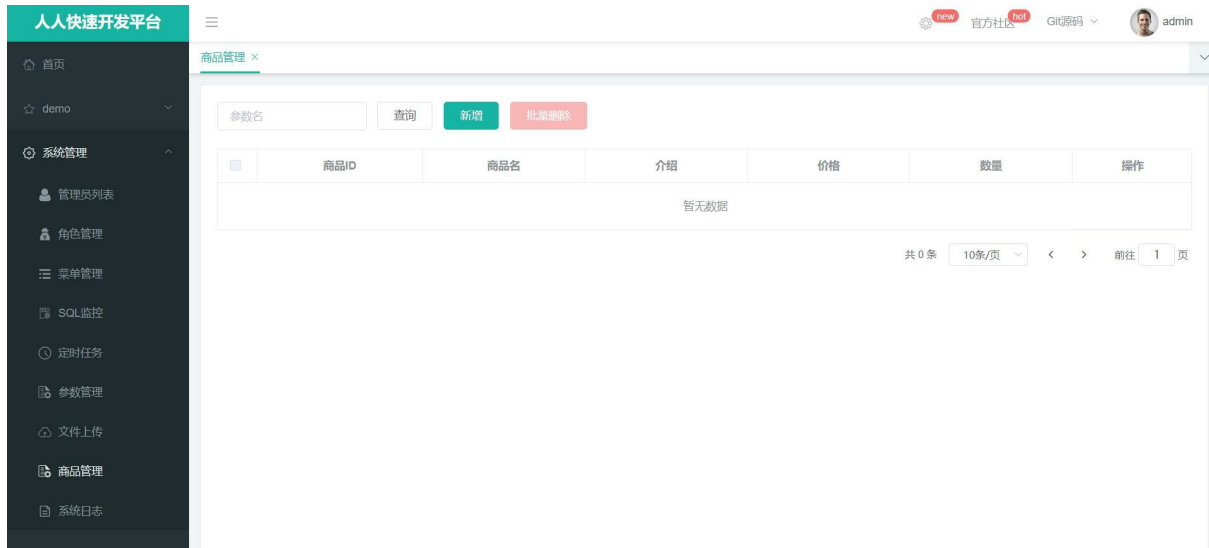 人人快速开发平台
new
官方社区
hot
Git源码
admin
首页
demo
系统管理
管理员列表
角色管理
菜单管理
SQL监控
定时任务
参数管理
文件上传
商品管理
系统日志
商品管理 ×
参数名 查询 新增 批量删除
商品ID 商品名 介绍 价格 数量 操作
暂无数据
共 0 条 10条/页 < > 前往 1 页